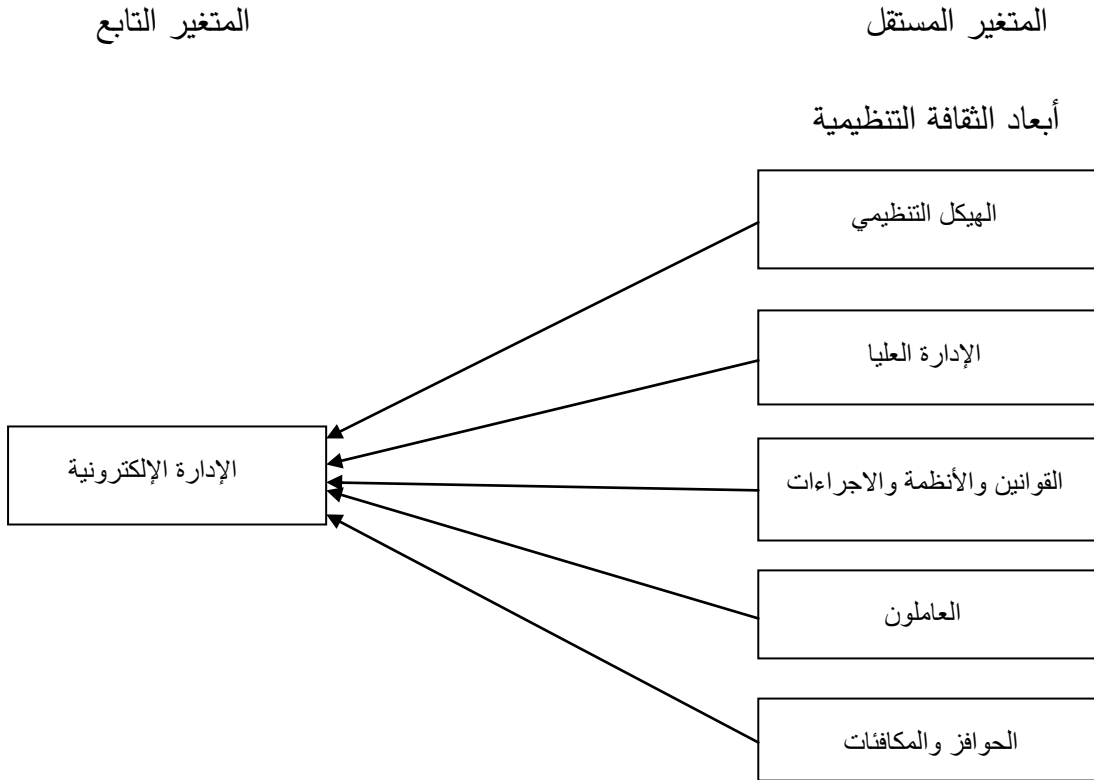 المتغير المستقل
المتغير التابع
أبعاد الثقافة التنظيمية
الهيكل التنظيمي
الإدارة العليا
القوانين والأنظمة والاجراءات
الإدارة الإلكترونية
العاملون
الحوافز والمكافئات